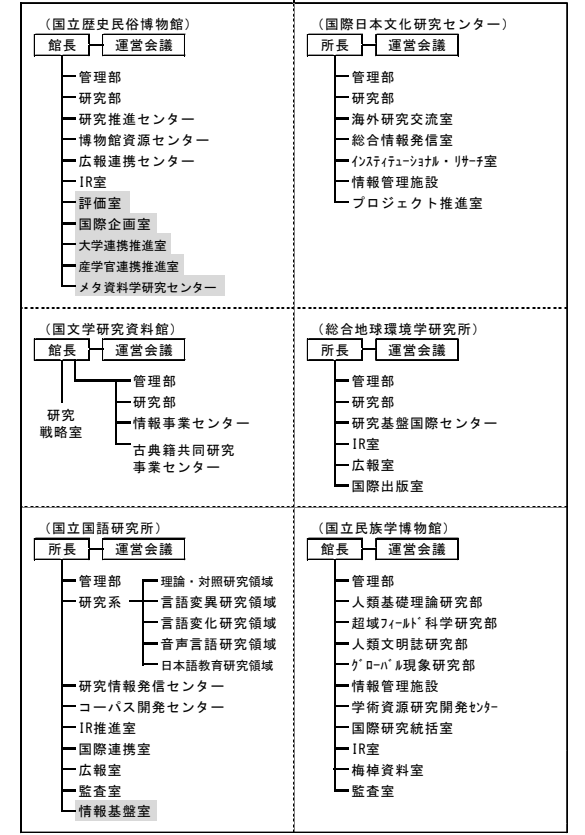 （国立歴史民俗博物館）
館長 運営会議
管理部
研究部
研究推進センター
博物館資源センター
広報連携センター
IR室
評価室
国際企画室
大学連携推進室
産学官連携推進室
メタ資料学研究センター
（国際日本文化研究センター）
所長 運営会議
管理部
研究部
海外研究交流室
総合情報発信室
ｲﾝｽﾃｨﾃｭｰｼｮﾅﾙ・ﾘｻｰﾁ室
情報管理施設
プロジェクト推進室
（国文学研究資料館）
館長 運営会議
管理部
研究部
情報事業センター
古典籍共同研究
事業センター
研究
戦略室
（総合地球環境学研究所）
所長 運営会議
管理部
研究部
研究基盤国際センター
IR室
広報室
国際出版室
（国立国語研究所）
所長 運営会議
管理部
研究系
理論・対照研究領域
言語変異研究領域
言語変化研究領域
音声言語研究領域
日本語教育研究領域
研究情報発信センター
コーパス開発センター
IR推進室
国際連携室
広報室
監査室
情報基盤室
（国立民族学博物館）
館長 運営会議
管理部
人類基礎理論研究部
超域ﾌｨｰﾙﾄﾞ科学研究部
人類文明誌研究部
ｸﾞﾛｰﾊﾞﾙ現象研究部
情報管理施設
学術資源研究開発ｾﾝﾀｰ
国際研究統括室
IR室
梅棹資料室
監査室